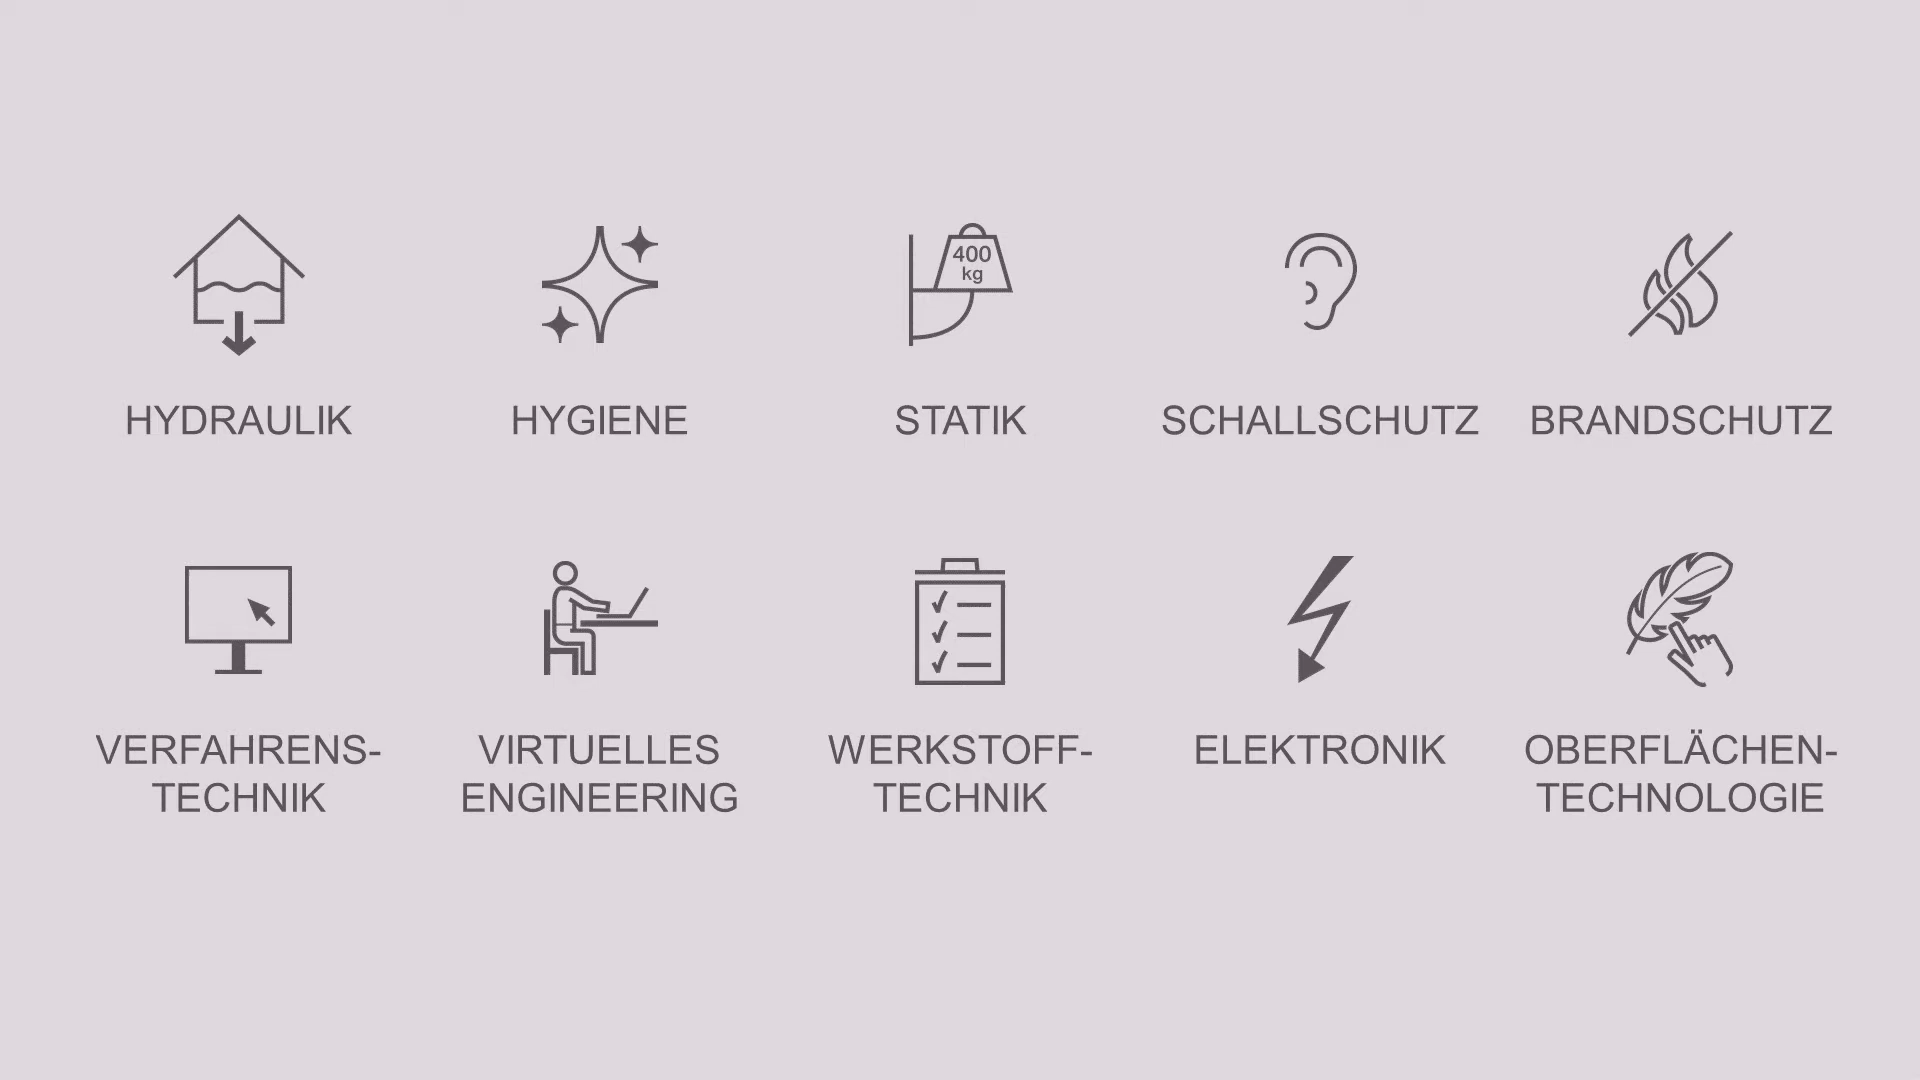 400
kg
HYDRAULIK
HYGIENE
STATIK
SCHALLSCHUTZ
BRANDSCHUTZ
VERFAHRENS-
TECHNIK
VIRTUELLES
ENGINEERING
WERKSTOFF-
TECHNIK
ELEKTRONIK
OBERFLÄCHEN-
TECHNOLOGIE